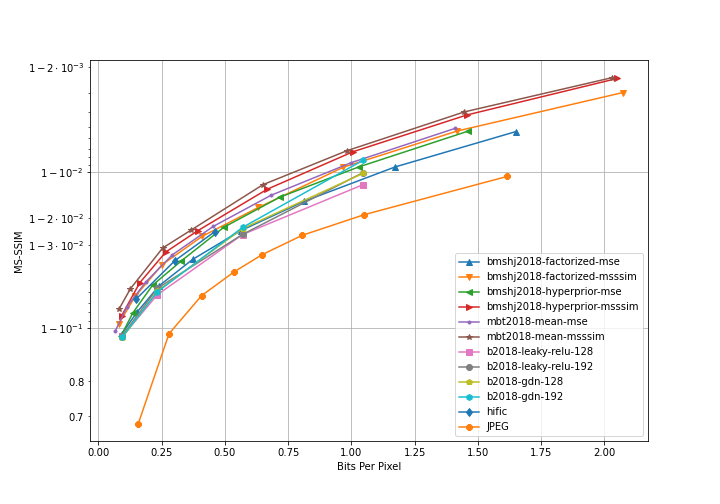 1 − 2 · 10⁻³
1 − 10⁻²
1 − 2 · 10⁻²
1 − 3 · 10⁻²
1 − 10⁻¹
0.8
0.7
MS-SSIM
0.00 0.25 0.50 0.75 1.00 1.25 1.50 1.75 2.00
Bits Per Pixel
bmshj2018-factorized-mse
bmshj2018-factorized-msssim
bmshj2018-hyperprior-mse
bmshj2018-hyperprior-msssim
mbt2018-mean-mse
mbt2018-mean-msssim
b2018-leaky-relu-128
b2018-leaky-relu-192
b2018-gdn-128
b2018-gdn-192
hific
JPEG